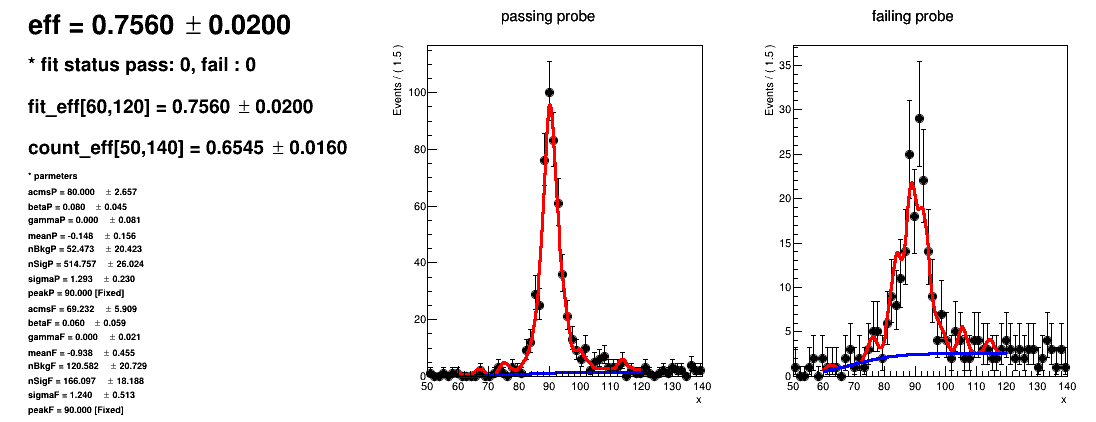 eff = 0.7560 ± 0.0200
* fit status pass: 0, fail : 0
fit_eff[60,120] = 0.7560 ± 0.0200
count_eff[50,140] = 0.6545 ± 0.0160
* parmeters
acmsP = 80.000 ± 2.657
betaP = 0.080 ± 0.045
gammaP = 0.000 ± 0.081
meanP = -0.148 ± 0.156
nBkgP = 52.473 ± 20.423
nSigP = 514.757 ± 26.024
sigmaP = 1.293 ± 0.230
peakP = 90.000 [Fixed]
acmsF = 69.232 ± 5.909
betaF = 0.060 ± 0.059
gammaF = 0.000 ± 0.021
meanF = -0.938 ± 0.455
nBkgF = 120.582 ± 20.729
nSigF = 166.097 ± 18.188
sigmaF = 1.240 ± 0.513
peakF = 90.000 [Fixed]
passing probe
Events / ( 1.5 )
100
80
60
40
20
0
50 60 70 80 90 100 110 120 130 140
x
failing probe
Events / ( 1.5 )
35
30
25
20
15
10
5
0
50 60 70 80 90 100 110 120 130 140
x